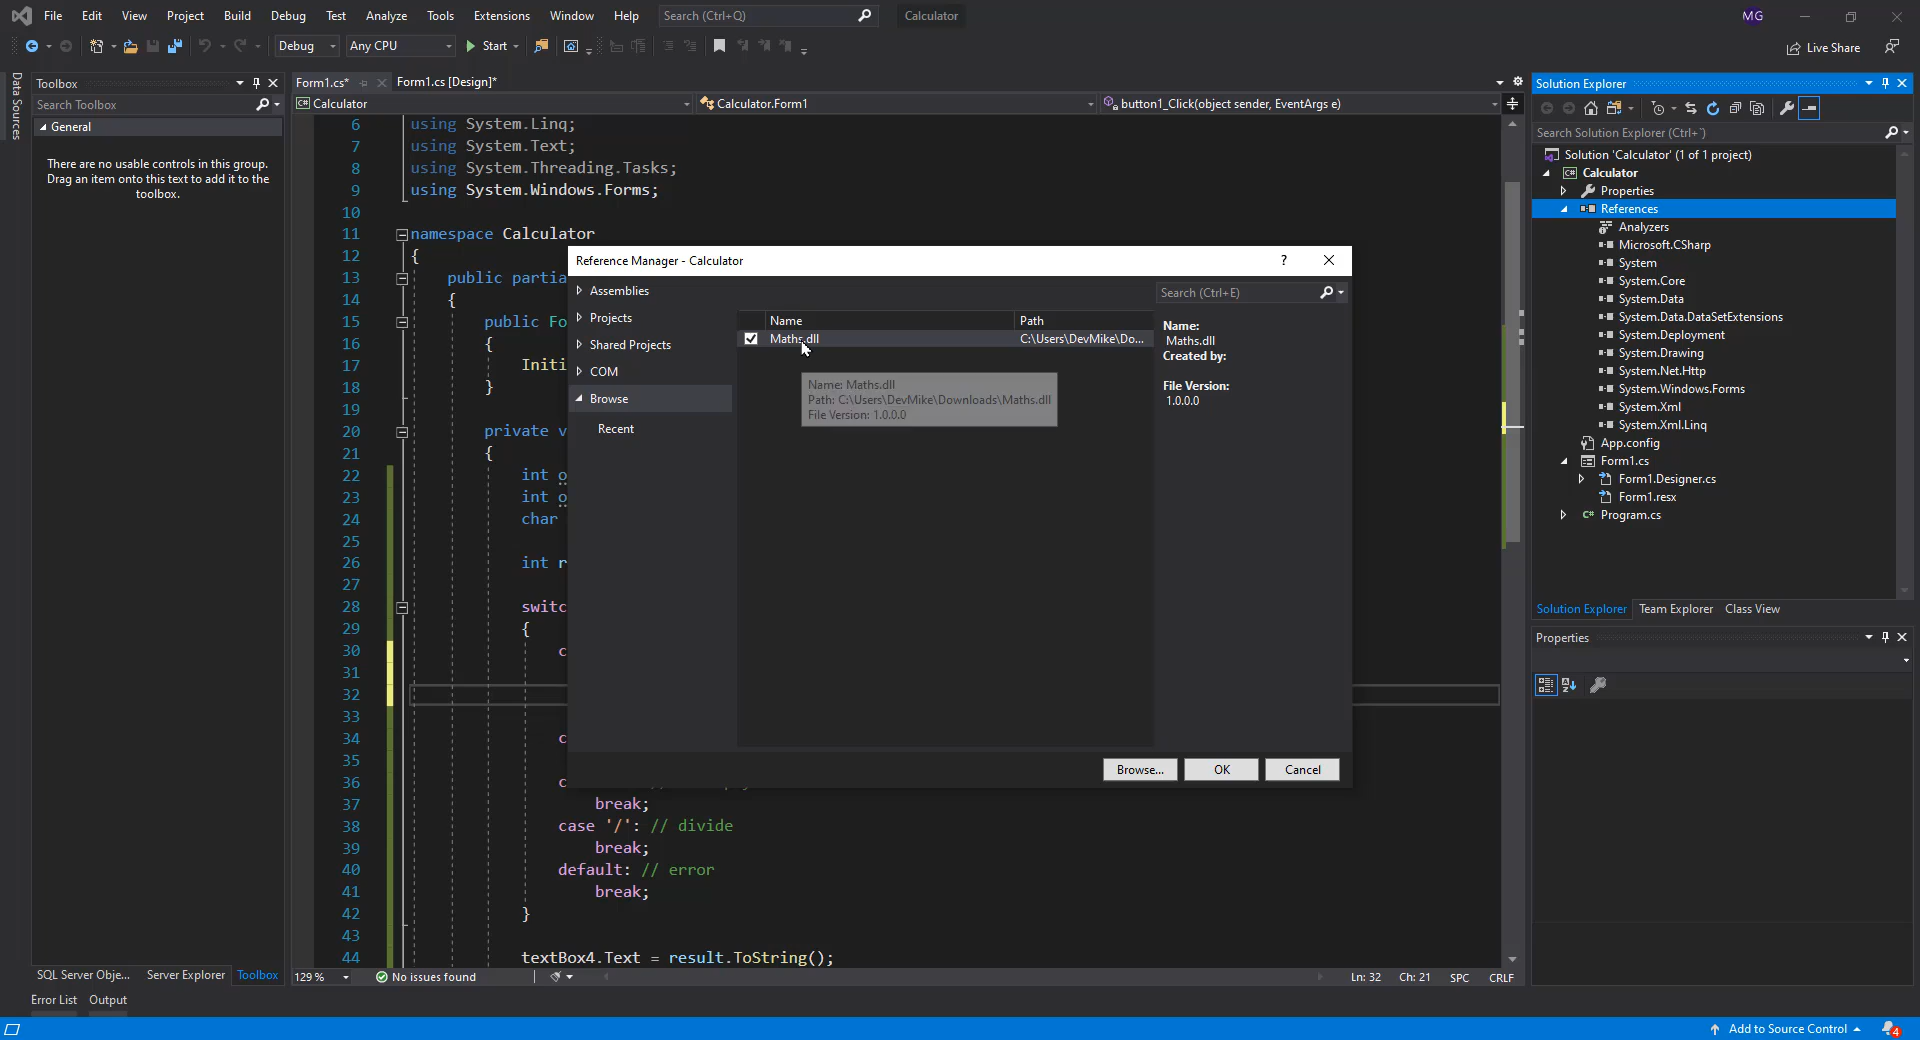 File Edit View Project Build Debug Test Analyze Tools Extensions Window Help Search (Ctrl+Q) Calculator MG
Debug Any CPU Start Live Share
Data Sources
Toolbox
Search Toolbox
General
There are no usable controls in this group.
Drag an item onto this text to add it to the
toolbox.
SQL Server Obje... Server Explorer Toolbox
Form1.cs* Form1.cs [Design]*
Calculator Calculator.Form1 button1_Click(object sender, EventArgs e)
6 using System.Linq;
7 using System.Text;
8 using System.Threading.Tasks;
9 using System.Windows.Forms;
10
11 namespace Calculator
12 {
13 public partia
14 {
15 public Fo
16 {
17 Initi
18 }
19
20 private v
21 {
22 int o
23 int o
24 char
25
26 int r
27
28 switc
29 {
30 c
31
32
33
34 c
35
36 c
37 break;
38 case '/': // divide
39 break;
40 default: // error
41 break;
42 }
43
44 textBox4.Text = result.ToString();
129 % No issues found Ln: 32 Ch: 21 SPC CRLF
Reference Manager - Calculator ?
Assemblies
Projects
Shared Projects
COM
Browse
Recent
Search (Ctrl+E)
Name Path
Maths.dll C:\Users\DevMike\Do...
Name: Maths.dll
Path: C:\Users\DevMike\Downloads\Maths.dll
File Version: 1.0.0.0
Name:
Maths.dll
Created by:
File Version:
1.0.0.0
Browse... OK Cancel
Solution Explorer
Search Solution Explorer (Ctrl+¨)
Solution 'Calculator' (1 of 1 project)
C# Calculator
Properties
References
Analyzers
Microsoft.CSharp
System
System.Core
System.Data
System.Data.DataSetExtensions
System.Deployment
System.Drawing
System.Net.Http
System.Windows.Forms
System.Xml
System.Xml.Linq
App.config
Form1.cs
Form1.Designer.cs
Form1.resx
C# Program.cs
Solution Explorer Team Explorer Class View
Properties
Error List Output
Add to Source Control 4